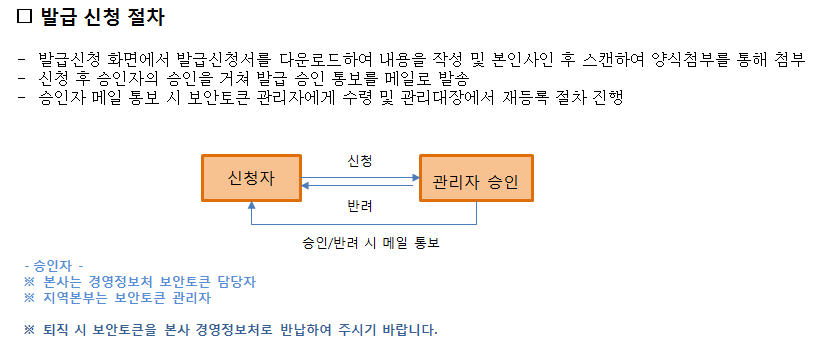 □ 발급 신청 절차
- 발급신청 화면에서 발급신청서를 다운로드하여 내용을 작성 및 본인사인 후 스캔하여 양식첨부를 통해 첨부
- 신청 후 승인자의 승인을 거쳐 발급 승인 통보를 메일로 발송
- 승인자 메일 통보 시 보안토큰 관리자에게 수령 및 관리대장에서 재등록 절차 진행
신청
신청자
관리자 승인
반려
승인/반려 시 메일 통보
- 승인자 -
※ 본사는 경영정보처 보안토큰 담당자
※ 지역본부는 보안토큰 관리자
※ 퇴직 시 보안토큰을 본사 경영정보처로 반납하여 주시기 바랍니다.